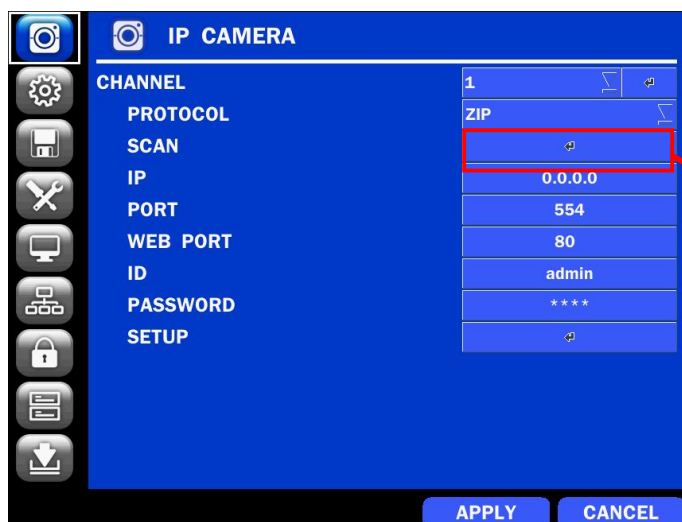 IP CAMERA
CHANNEL 1
PROTOCOL ZIP
SCAN
IP 0.0.0.0
PORT 554
WEB PORT 80
ID admin
PASSWORD ****
SETUP
APPLY CANCEL